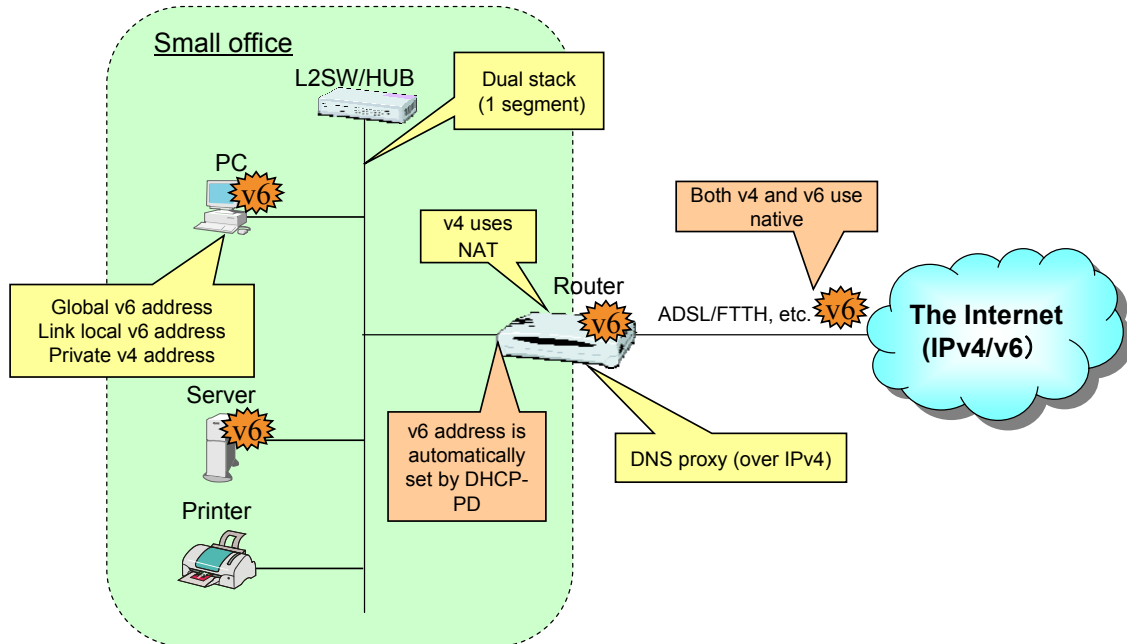 Small office
L2SW/HUB
Dual stack
(1 segment)
PC
v6
Both v4 and v6 use
native
v4 uses
NAT
Global v6 address
Link local v6 address
Private v4 address
Router
v6
ADSL/FTTH, etc.
v6
The Internet
(IPv4/v6）
Server
v6
v6 address is
automatically
set by DHCP-
PD
DNS proxy (over IPv4)
Printer